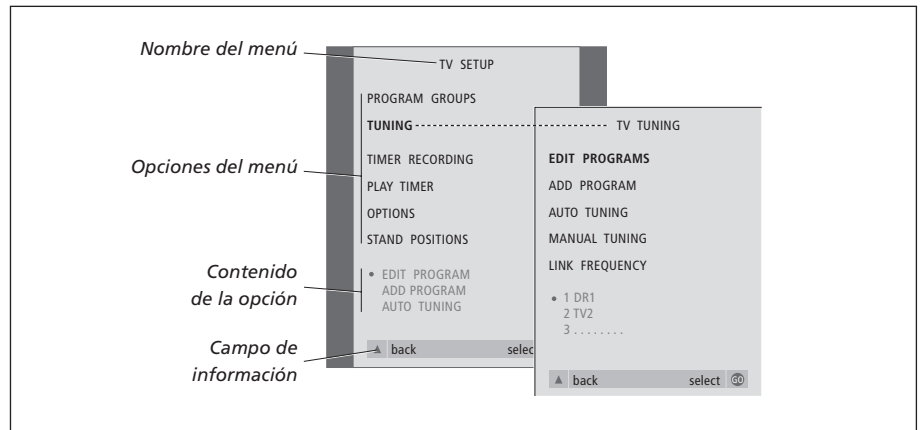 Nombre del menú
Opciones del menú
Contenido
de la opción
Campo de
información
TV SETUP
PROGRAM GROUPS
TUNING
TIMER RECORDING
PLAY TIMER
OPTIONS
STAND POSITIONS
• EDIT PROGRAM
ADD PROGRAM
AUTO TUNING
▲ back selec
TV TUNING
EDIT PROGRAMS
ADD PROGRAM
AUTO TUNING
MANUAL TUNING
LINK FREQUENCY
• 1 DR1
2 TV2
3 . . . . . . . .
▲ back select GO